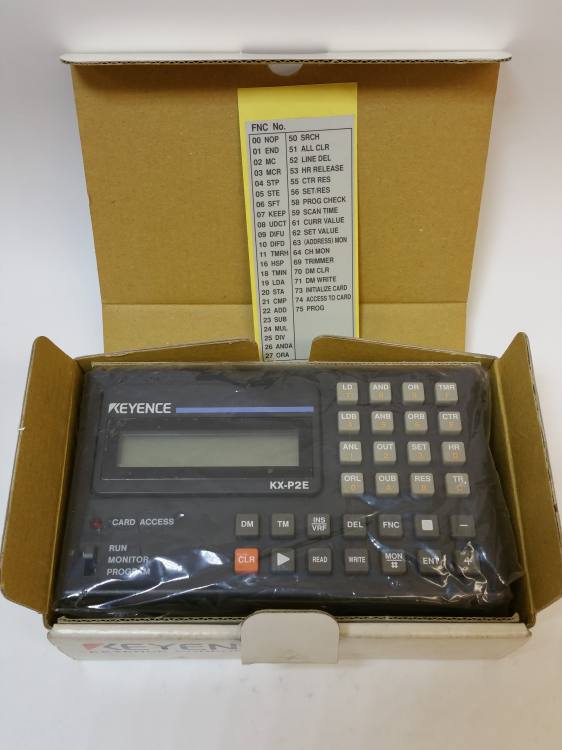 FNC No.
00 NOP
01 END
02 MC
03 MCR
04 STP
05 STE
06 SFT
07 KEEP
08 UDCT
09 DIFU
10 DIFD
11 TMRH
16 HSP
18 TMIN
19 LDA
20 STA
21 CMP
22 ADD
23 SUB
24 MUL
25 DIV
26 ANDA
27 ORA
50 SRCH
51 ALL CLR
52 LINE DEL
53 HR RELEASE
55 CTR RES
56 SET/RES
58 PROG CHECK
59 SCAN TIME
61 CURR VALUE
62 SET VALUE
63 (ADDRESS) MON
64 CH MON
69 TRIMMER
70 DM CLR
71 DM WRITE
73 INITIALIZE CARD
74 ACCESS TO CARD
75 PROG
KEYENCE
KX-P2E
LD AND OR TMR
LDB ANB ORB CTR
ANL OUT SET HR
ORL OUB RES TR
CARD ACCESS
DM TM INS VRF DEL FNC
RUN
MONITOR
PROGRAM
CLR READ WRITE MON # ENT
KEYENCE